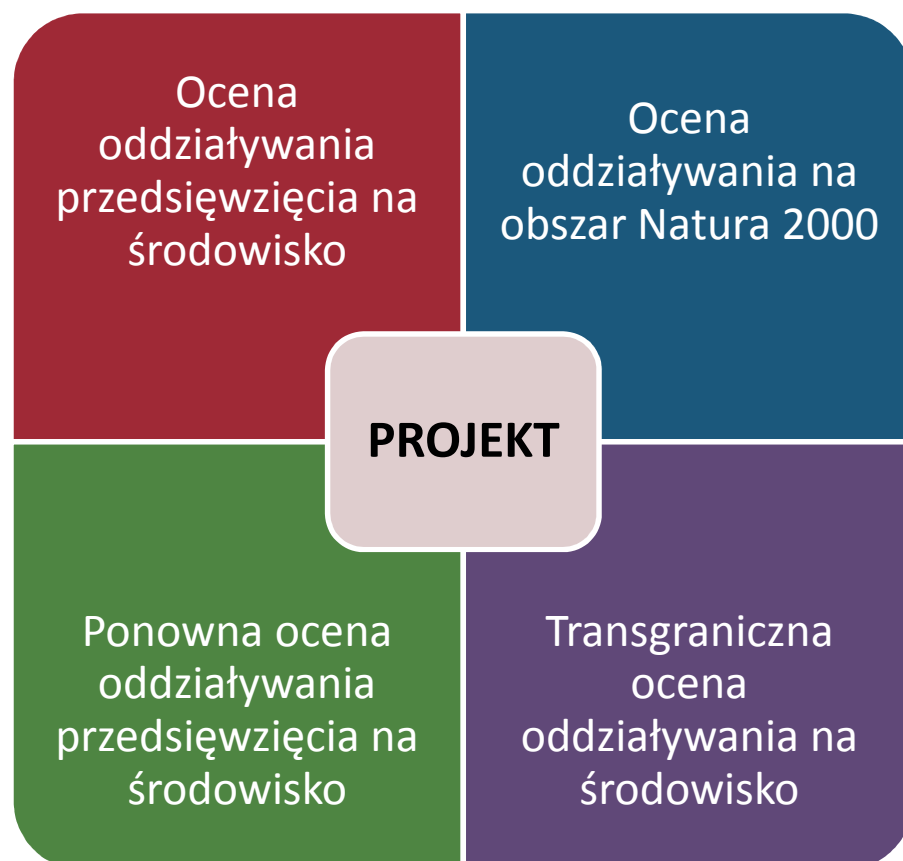 Ocena
oddziaływania
przedsięwzięcia na
środowisko
Ocena
oddziaływania na
obszar Natura 2000
PROJEKT
Ponowna ocena
oddziaływania
przedsięwzięcia na
środowisko
Transgraniczna
ocena
oddziaływania na
środowisko